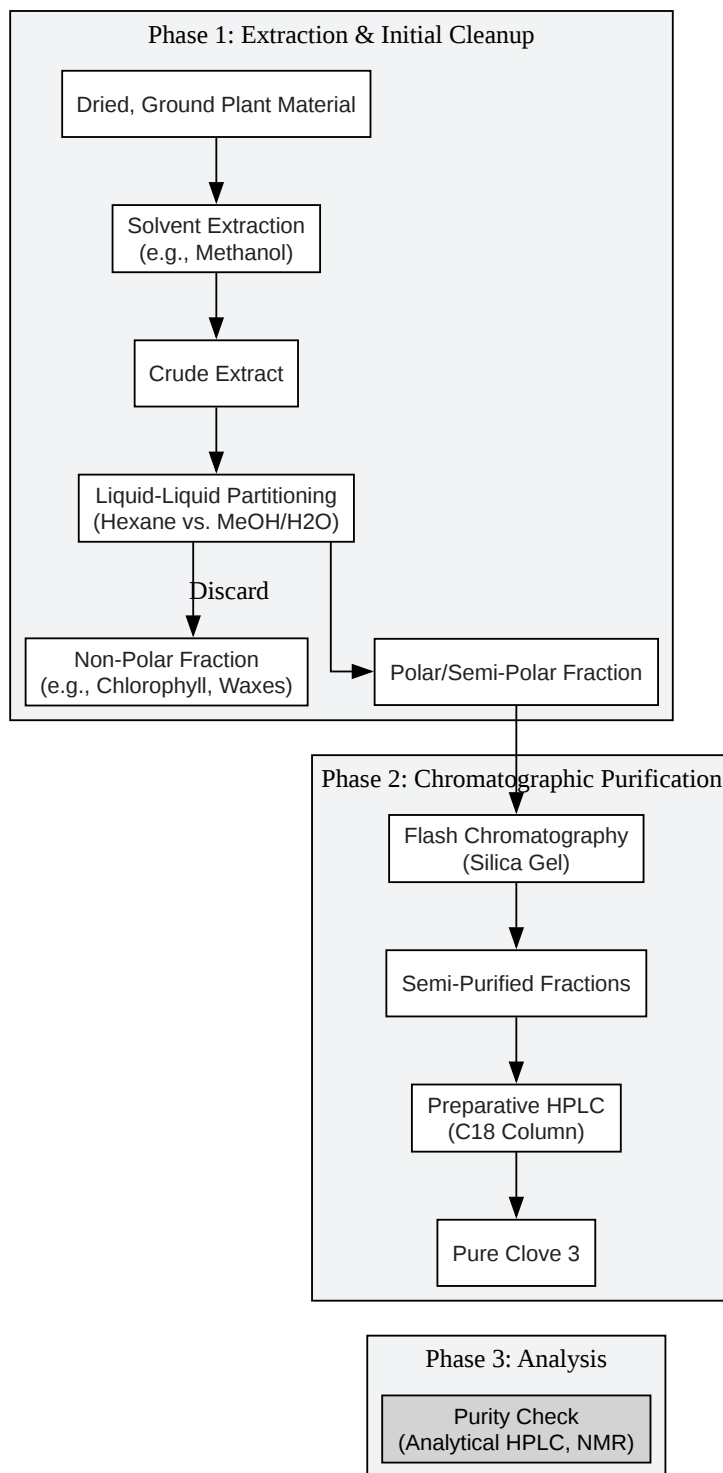 Phase 1: Extraction & Initial Cleanup
Dried, Ground Plant Material
Solvent Extraction
(e.g., Methanol)
Crude Extract
Liquid-Liquid Partitioning
(Hexane vs. MeOH/H2O)
Discard
Non-Polar Fraction
(e.g., Chlorophyll, Waxes)
Polar/Semi-Polar Fraction
Phase 2: Chromatographic Purification
Flash Chromatography
(Silica Gel)
Semi-Purified Fractions
Preparative HPLC
(C18 Column)
Pure Clove 3
Phase 3: Analysis
Purity Check
(Analytical HPLC, NMR)